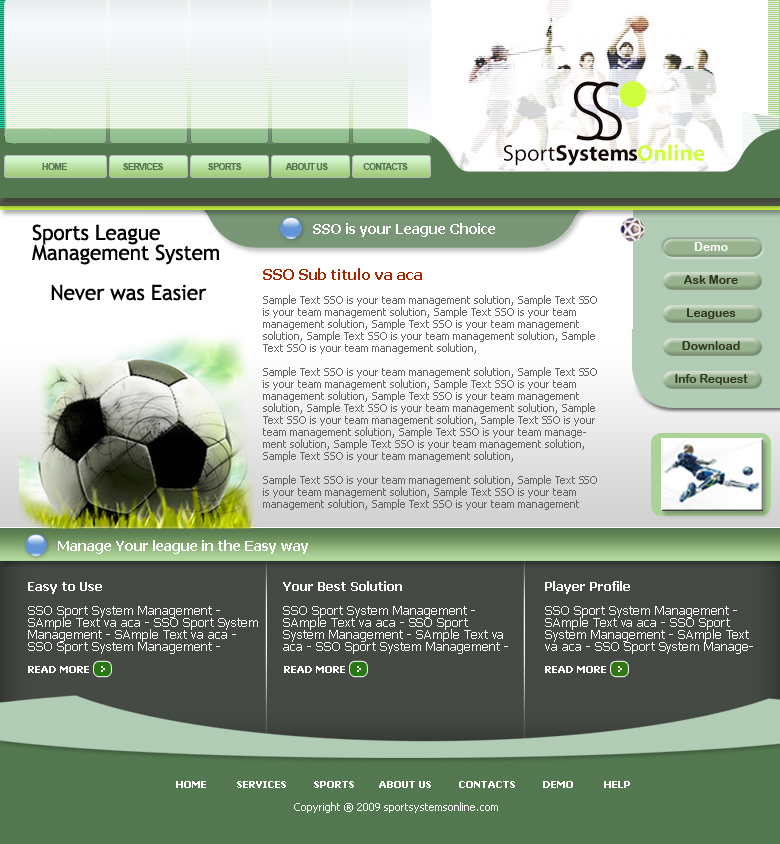 SSO
SportSystemsOnline
HOME SERVICES SPORTS ABOUT US CONTACTS
Sports League
Management System
Never was Easier
SSO is your League Choice
SSO Sub titulo va aca
Sample Text SSO is your team management solution, Sample Text SSO
is your team management solution, Sample Text SSO is your team
management solution, Sample Text SSO is your team management
solution, Sample Text SSO is your team management solution, Sample
Text SSO is your team management solution,
Sample Text SSO is your team management solution, Sample Text SSO
is your team management solution, Sample Text SSO is your team
management solution, Sample Text SSO is your team management
solution, Sample Text SSO is your team management solution, Sample
Text SSO is your team management solution, Sample Text SSO is your
team management solution, Sample Text SSO is your team manage-
ment solution, Sample Text SSO is your team management solution,
Sample Text SSO is your team management solution,
Sample Text SSO is your team management solution, Sample Text SSO
is your team management solution, Sample Text SSO is your team
management solution, Sample Text SSO is your team management
Demo
Ask More
Leagues
Download
Info Request
Manage Your league in the Easy way
Easy to Use
SSO Sport System Management -
SAmple Text va aca - SSO Sport System
Management - SAmple Text va aca -
SSO Sport System Management -
READ MORE
Your Best Solution
SSO Sport System Management -
SAmple Text va aca - SSO Sport
System Management - SAmple Text va
aca - SSO Sport System Management -
READ MORE
Player Profile
SSO Sport System Management -
SAmple Text va aca - SSO Sport
System Management - SAmple Text
va aca - SSO Sport System Manage-
READ MORE
HOME SERVICES SPORTS ABOUT US CONTACTS DEMO HELP
Copyright ® 2009 sportsystemsonline.com